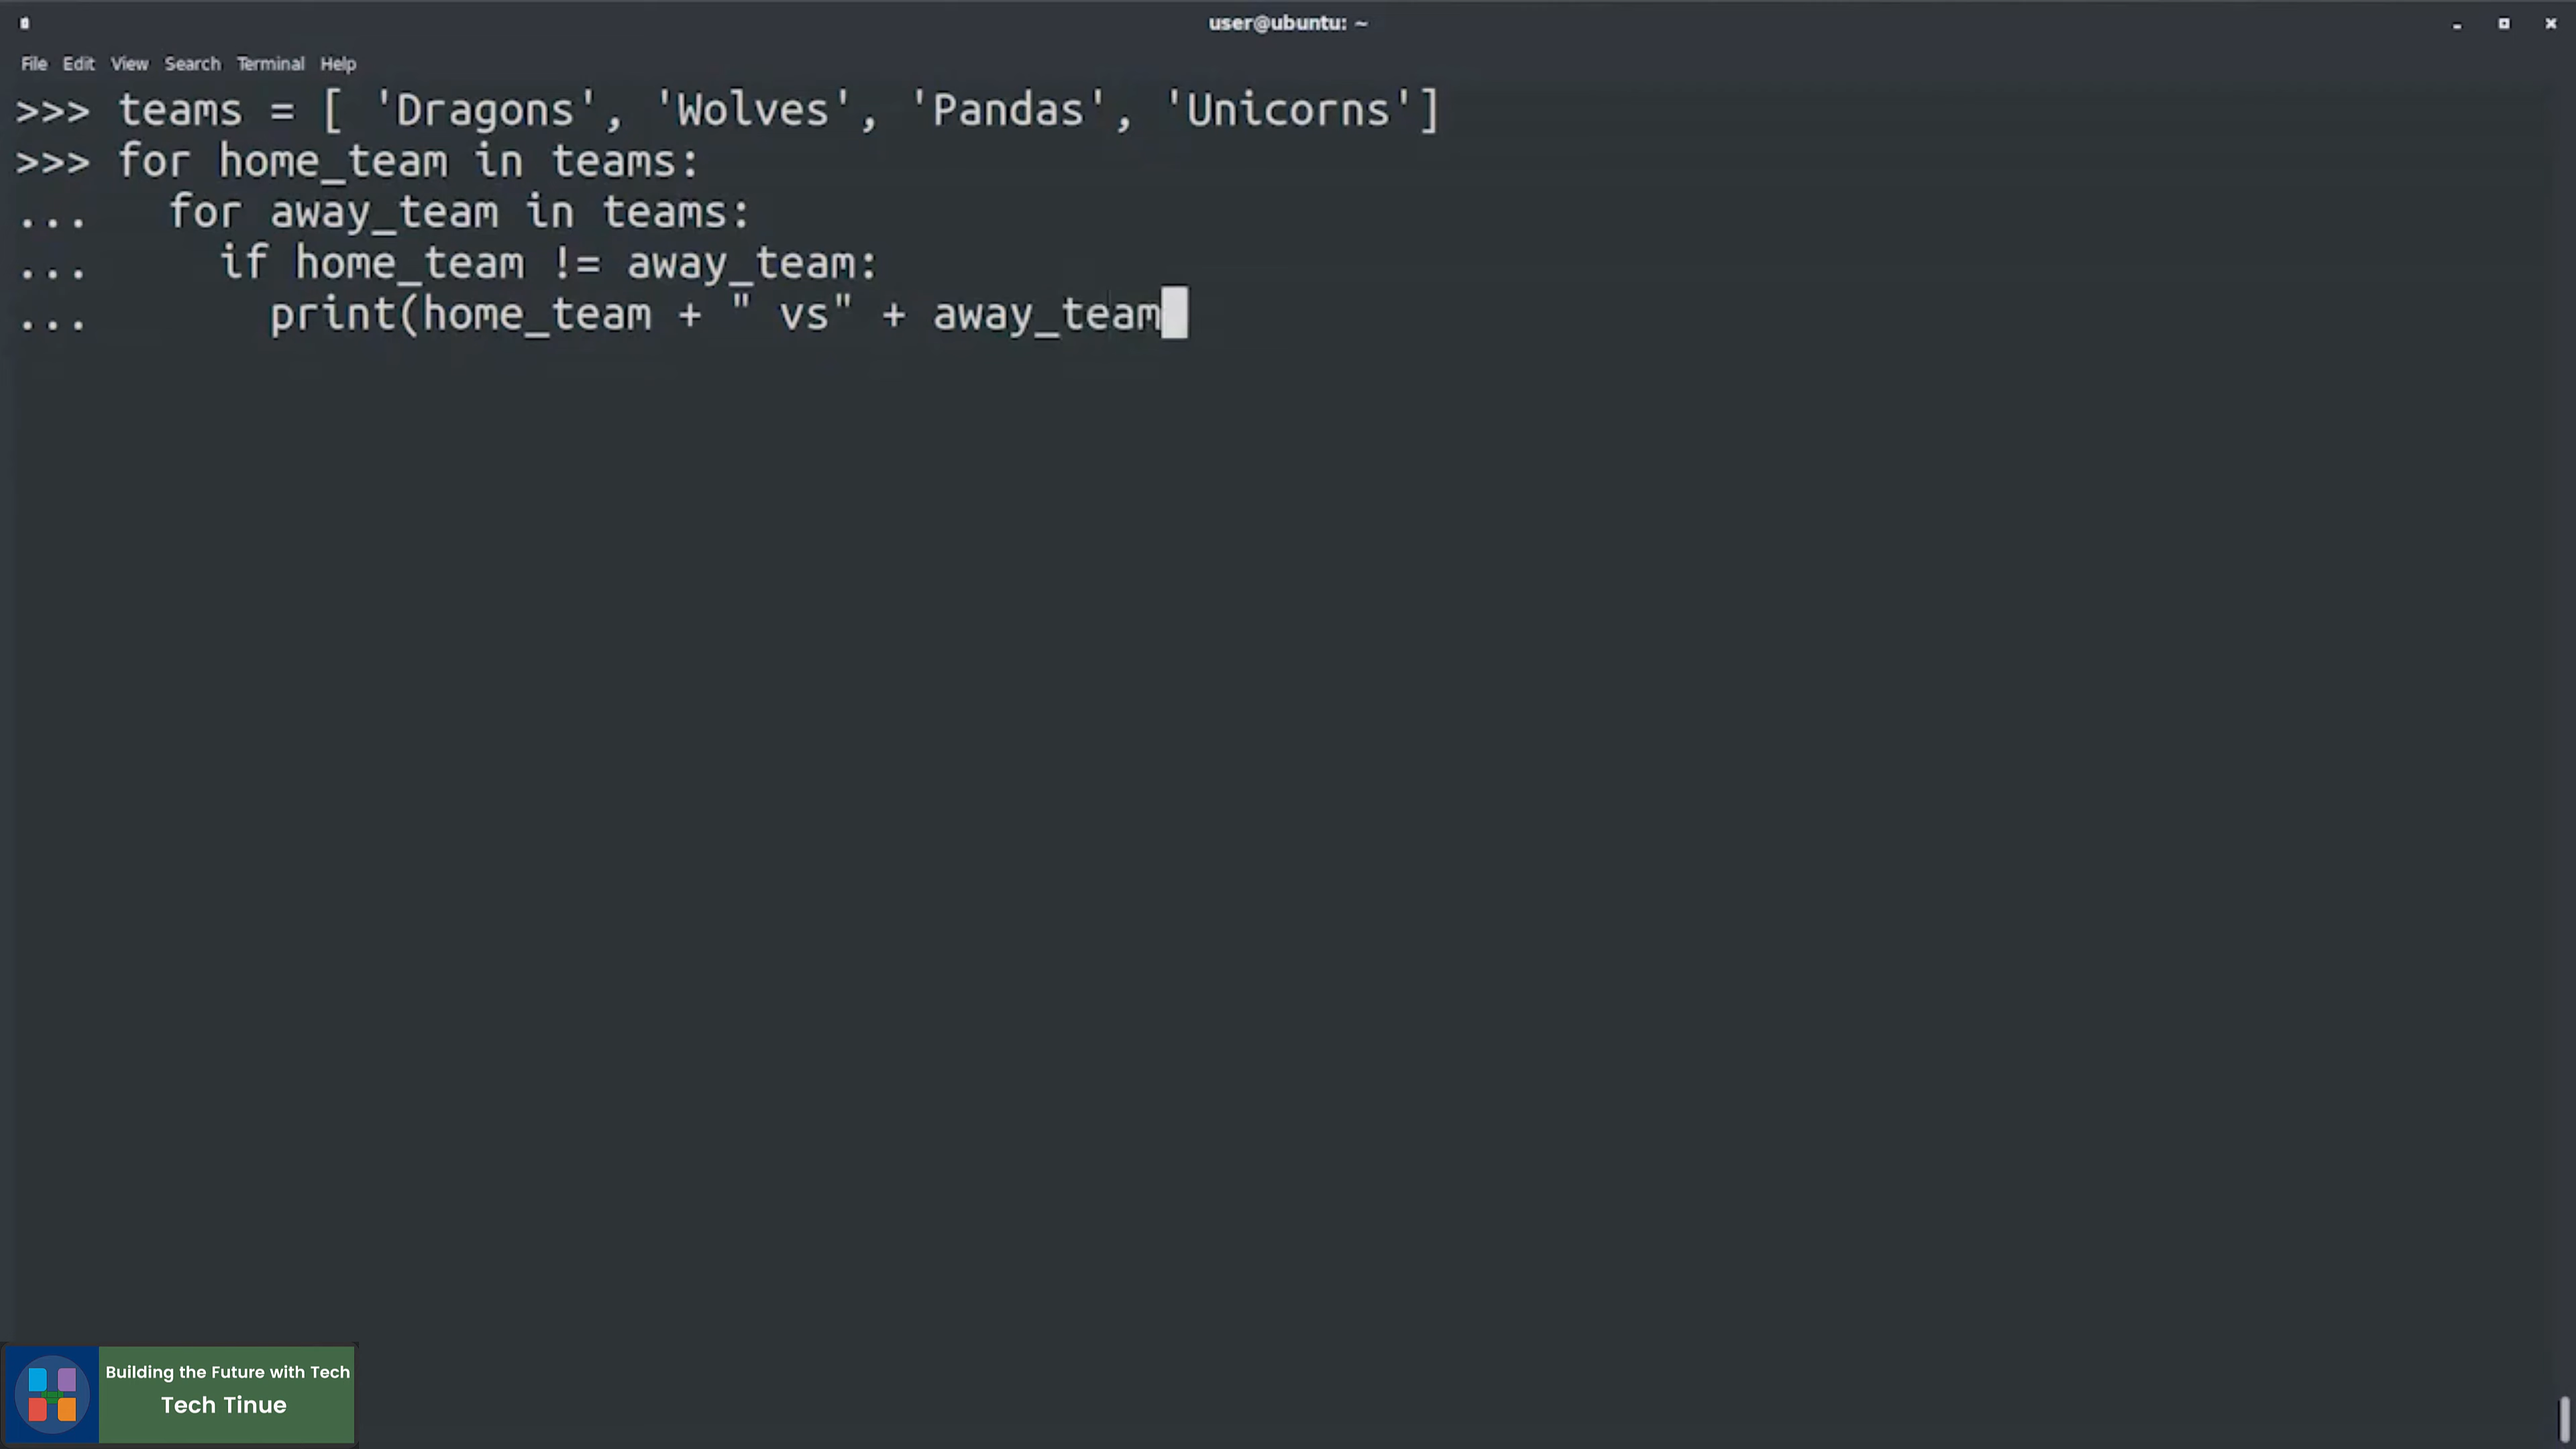 user@ubuntu: ~
File Edit View Search Terminal Help
>>> teams = [ 'Dragons', 'Wolves', 'Pandas', 'Unicorns']
>>> for home_team in teams:
...   for away_team in teams:
...     if home_team != away_team:
...       print(home_team + " vs" + away_team
Building the Future with Tech
Tech Tinue